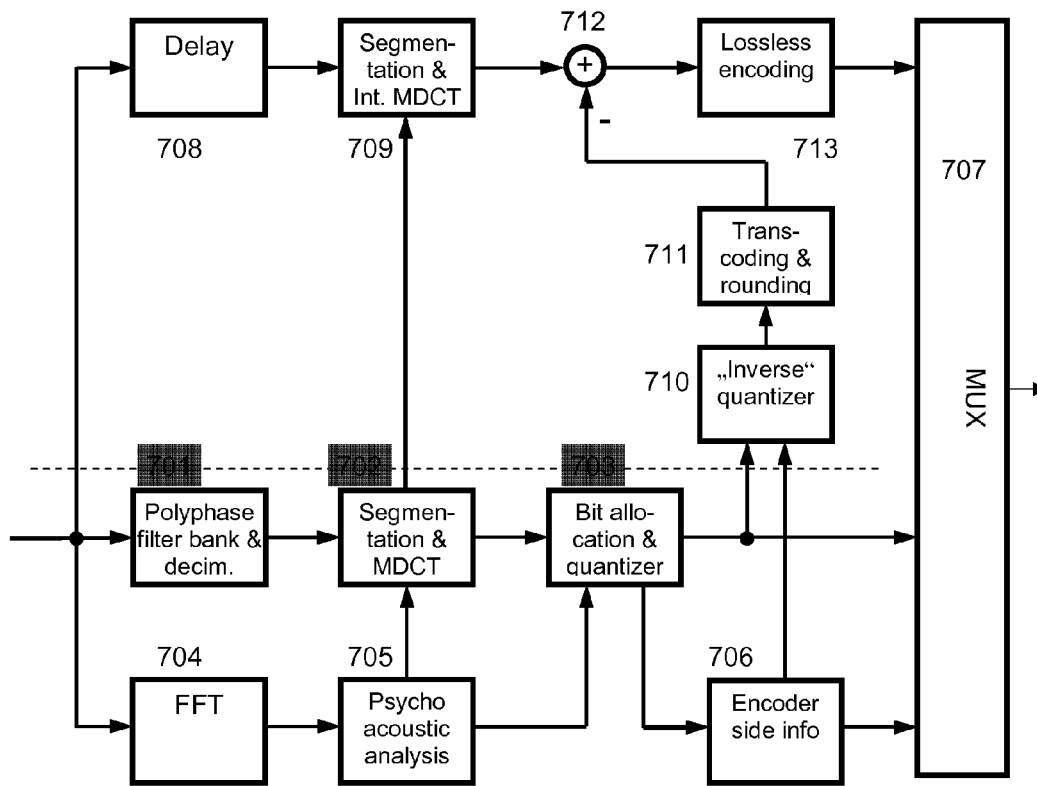 Delay
Segmen-
tation &
Int. MDCT
712
+
Lossless
encoding
708
709
-
713
707
711
Trans-
coding &
rounding
710
„Inverse“
quantizer
MUX
701
702
703
Polyphase
filter bank &
decim.
Segmen-
tation &
MDCT
Bit allo-
cation &
quantizer
704
705
706
FFT
Psycho
acoustic
analysis
Encoder
side info